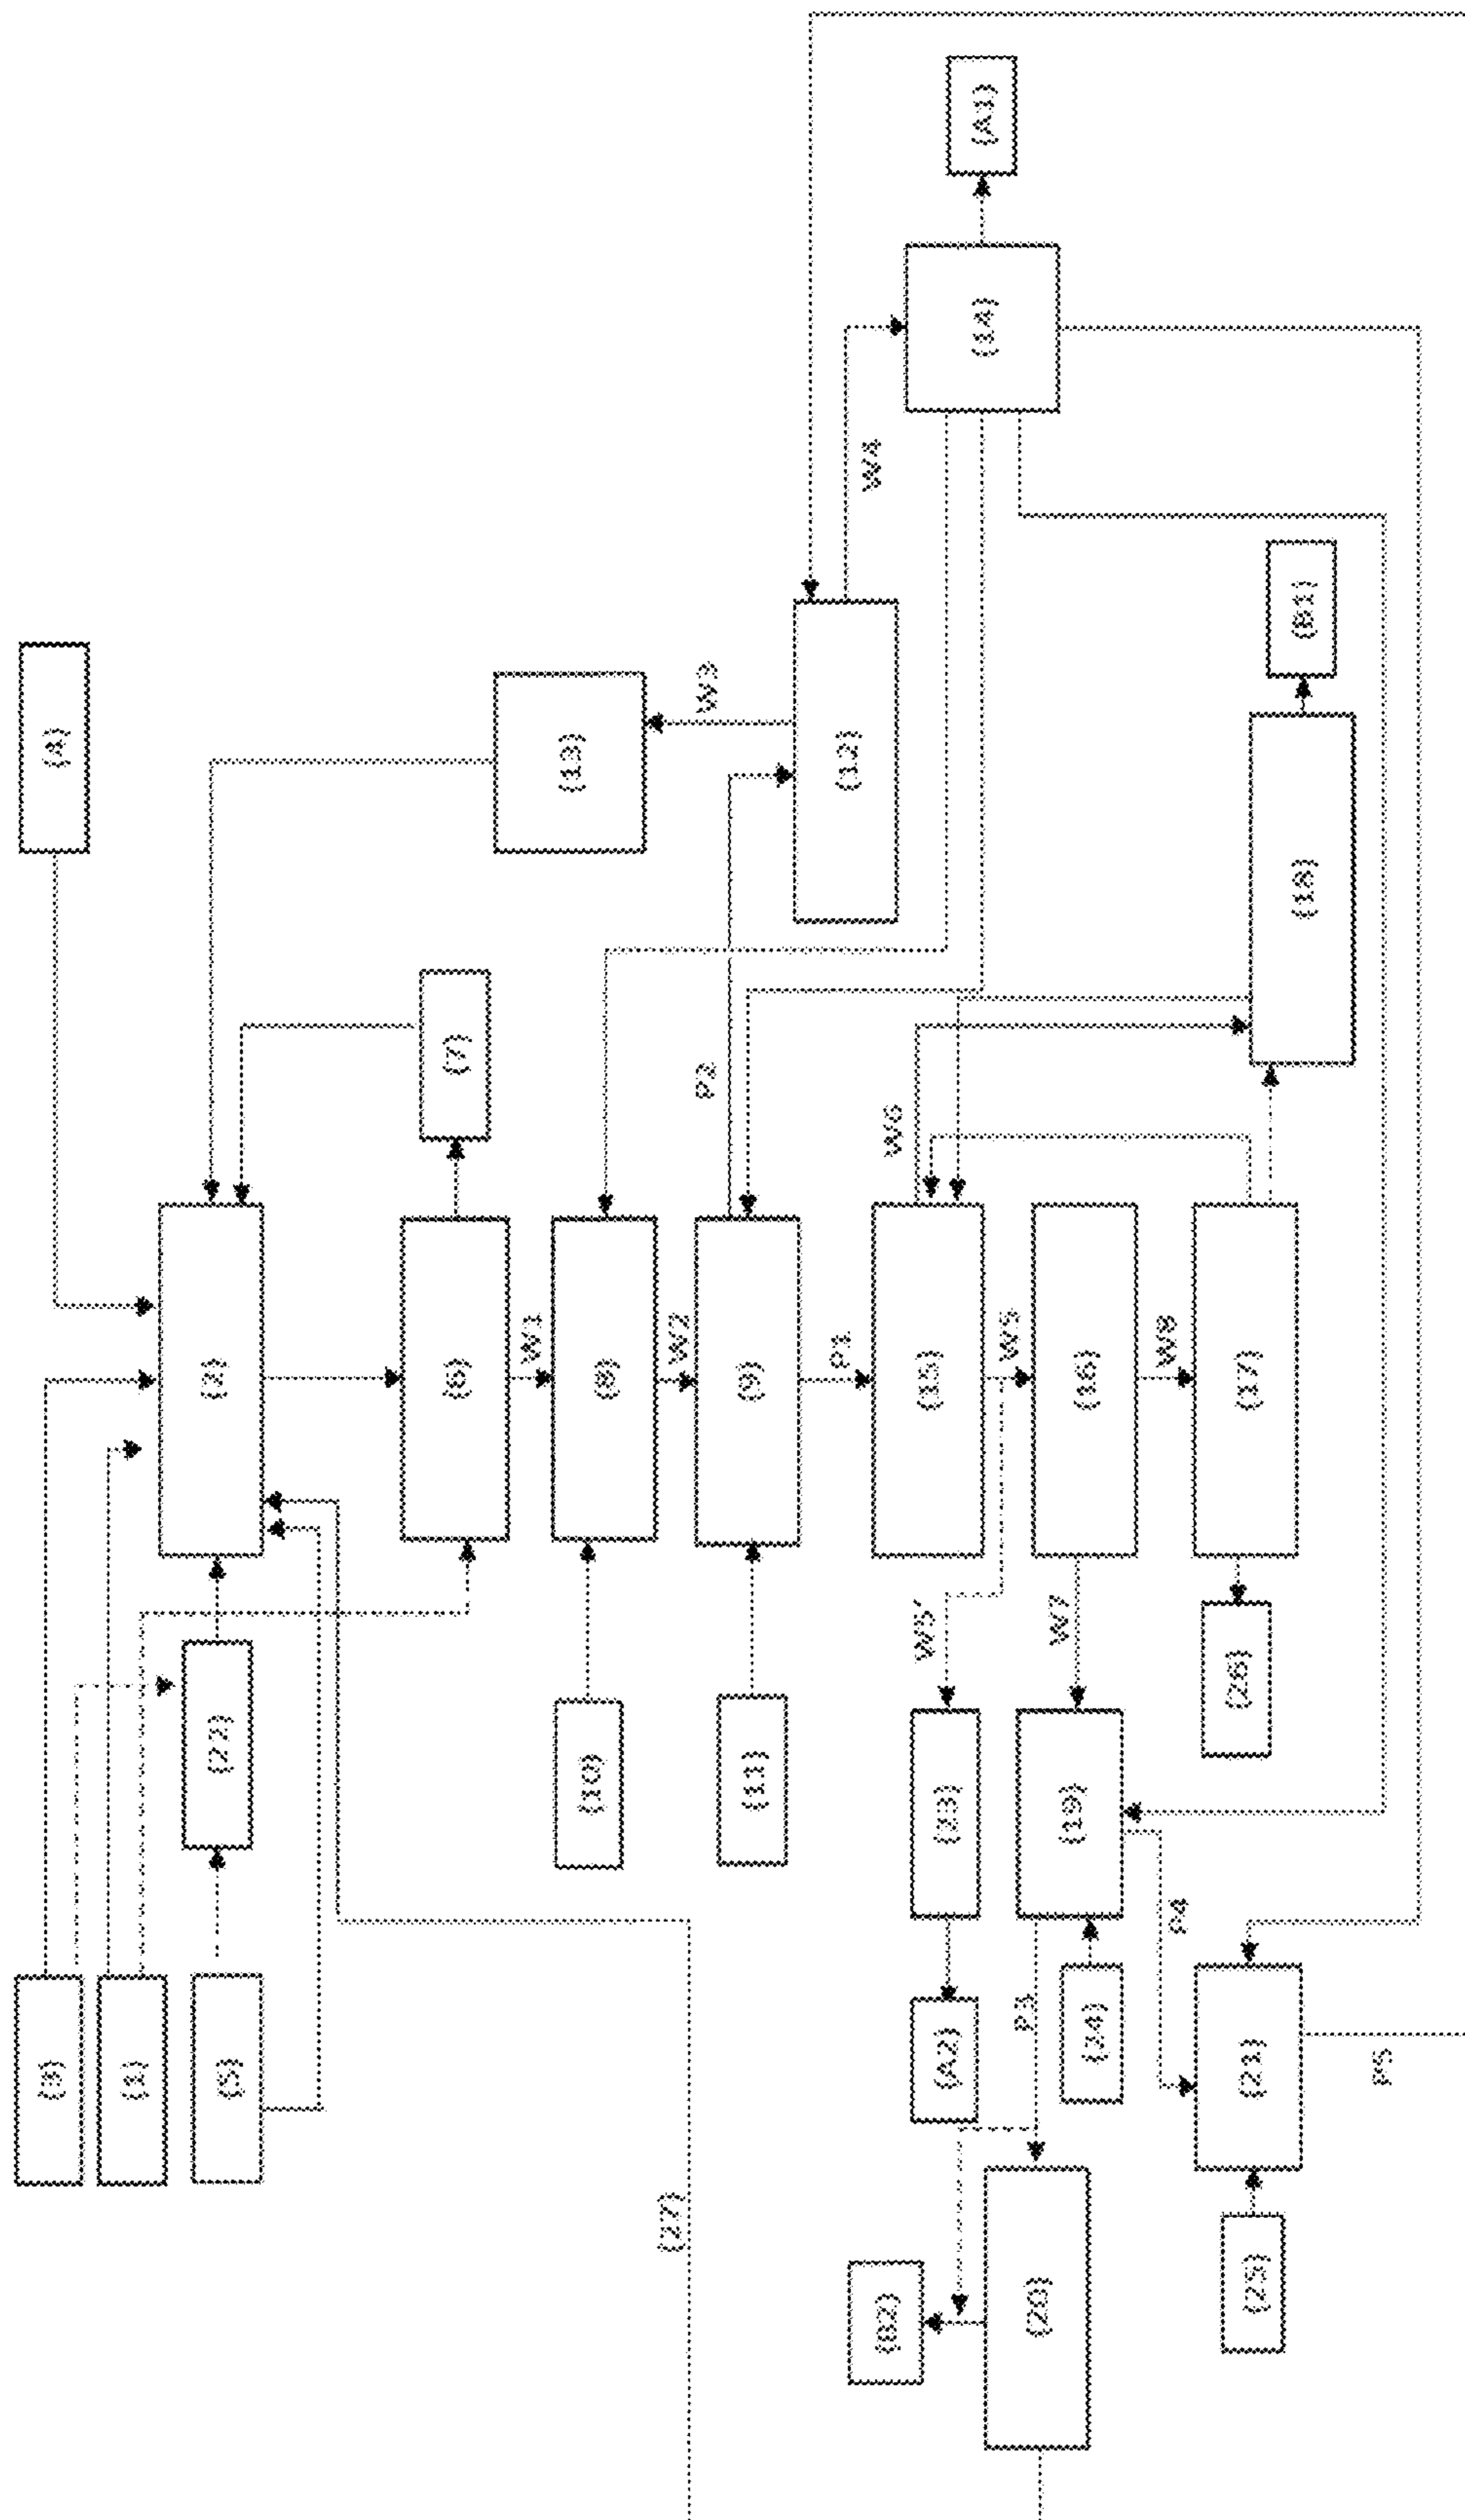 (4)
(A1)
(14)
W4
(B1)
(13)
W3
(12)
(18)
(7)
P2
W6
(2)
(6)
W1
(8)
W2
(9)
P1
(15)
W5
(16)
W8
(17)
(22)
(10)
(11)
W5'
W7
(23)
(19)
(26)
(3)
(1)
(5)
(A2)
P3
(24)
P4
(21)
P5
(27)
(B2)
(20)
(25)